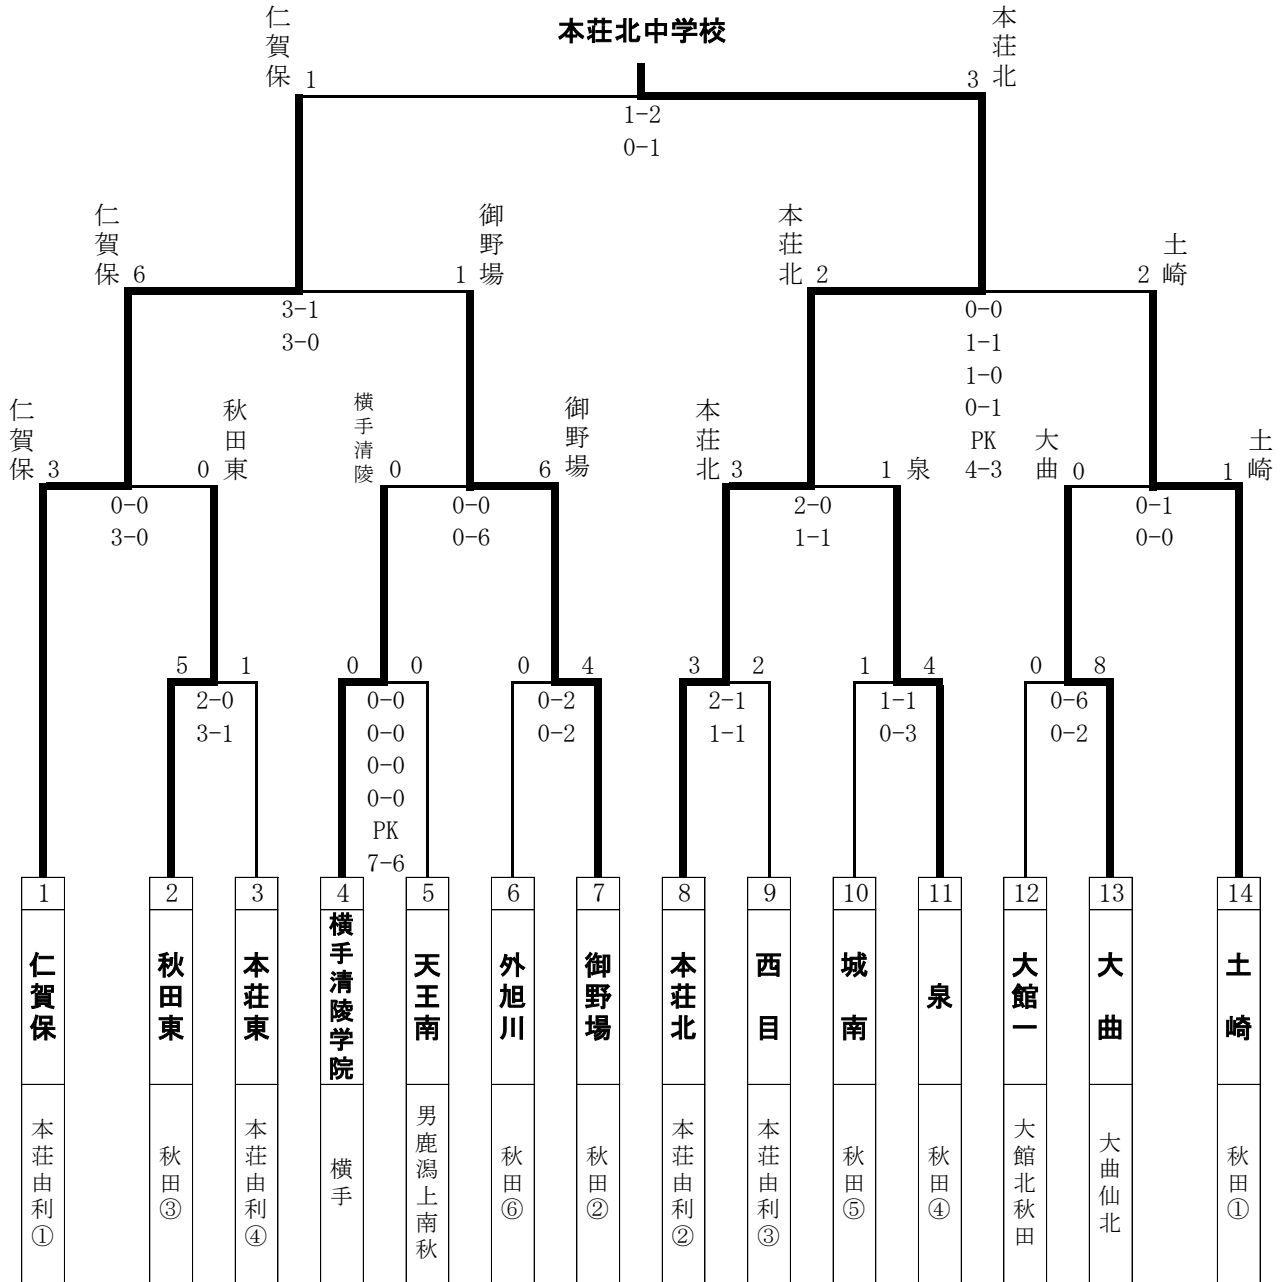 本荘北中学校
仁賀保
1
3
本荘北
1-2
0-1
仁賀保
6
1
御野場
3-1
3-0
本荘北
2
2
土崎
0-0
1-1
1-0
0-1
PK
4-3
仁賀保
3
0
秋田東
0-0
3-0
横手清陵
0
6
御野場
0-0
0-6
本荘北
3
1
泉
2-0
1-1
大曲
0
1
土崎
0-1
0-0
5
1
2-0
3-1
0
0
0-0
0-0
0-0
0-0
PK
7-6
0
4
0-2
0-2
3
2
2-1
1-1
1
4
1-1
0-3
0
8
0-6
0-2
1
2
3
4
5
6
7
8
9
10
11
12
13
14
仁賀保
秋田東
本荘東
横手清陵学院
天王南
外旭川
御野場
本荘北
西目
城南
泉
大館一
大曲
土崎
本荘由利①
秋田③
本荘由利④
横手
男鹿潟上南秋
秋田⑥
秋田②
本荘由利②
本荘由利③
秋田⑤
秋田④
大館北秋田
大曲仙北
秋田①